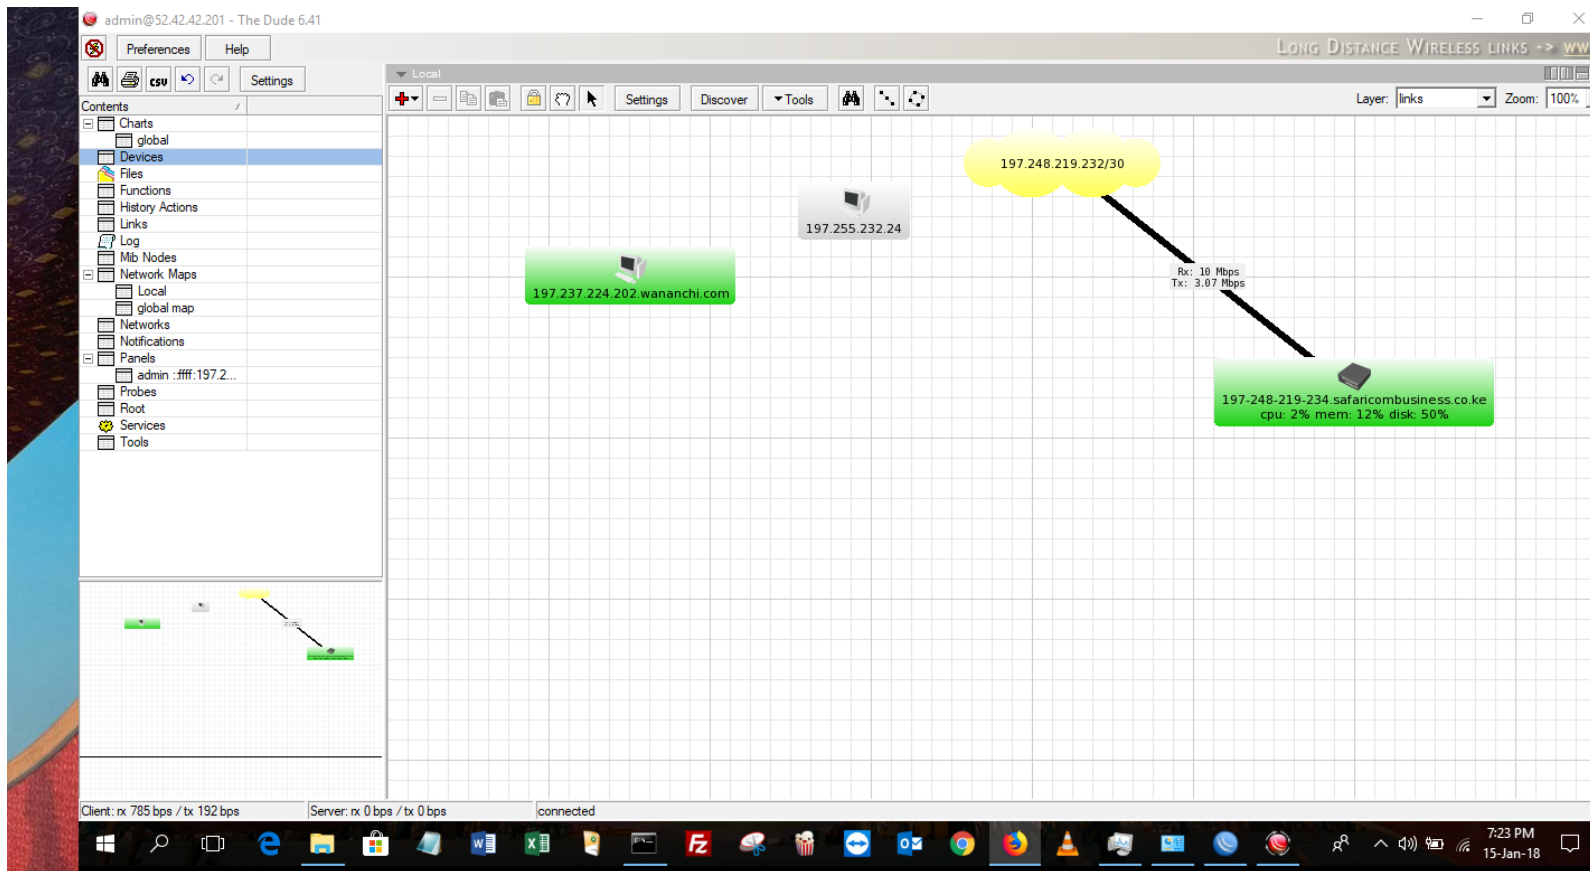 admin@52.42.42.201 - The Dude 6.41
Preferences Help
LONG DISTANCE WIRELESS LINKS -> WW
csv Settings
Local
Settings Discover Tools Layer: links Zoom: 100%
Contents
Charts
global
Devices
Files
Functions
History Actions
Links
Log
Mib Nodes
Network Maps
Local
global map
Networks
Notifications
Panels
admin ::ffff:197.2...
Probes
Root
Services
Tools
197.248.219.232/30
197.255.232.24
197.237.224.202.wananchi.com
Rx: 10 Mbps
Tx: 3.07 Mbps
197-248-219-234.safaricombusiness.co.ke
cpu: 2% mem: 12% disk: 50%
Client: rx 785 bps / tx 192 bps Server: rx 0 bps / tx 0 bps connected
7:23 PM
15-Jan-18